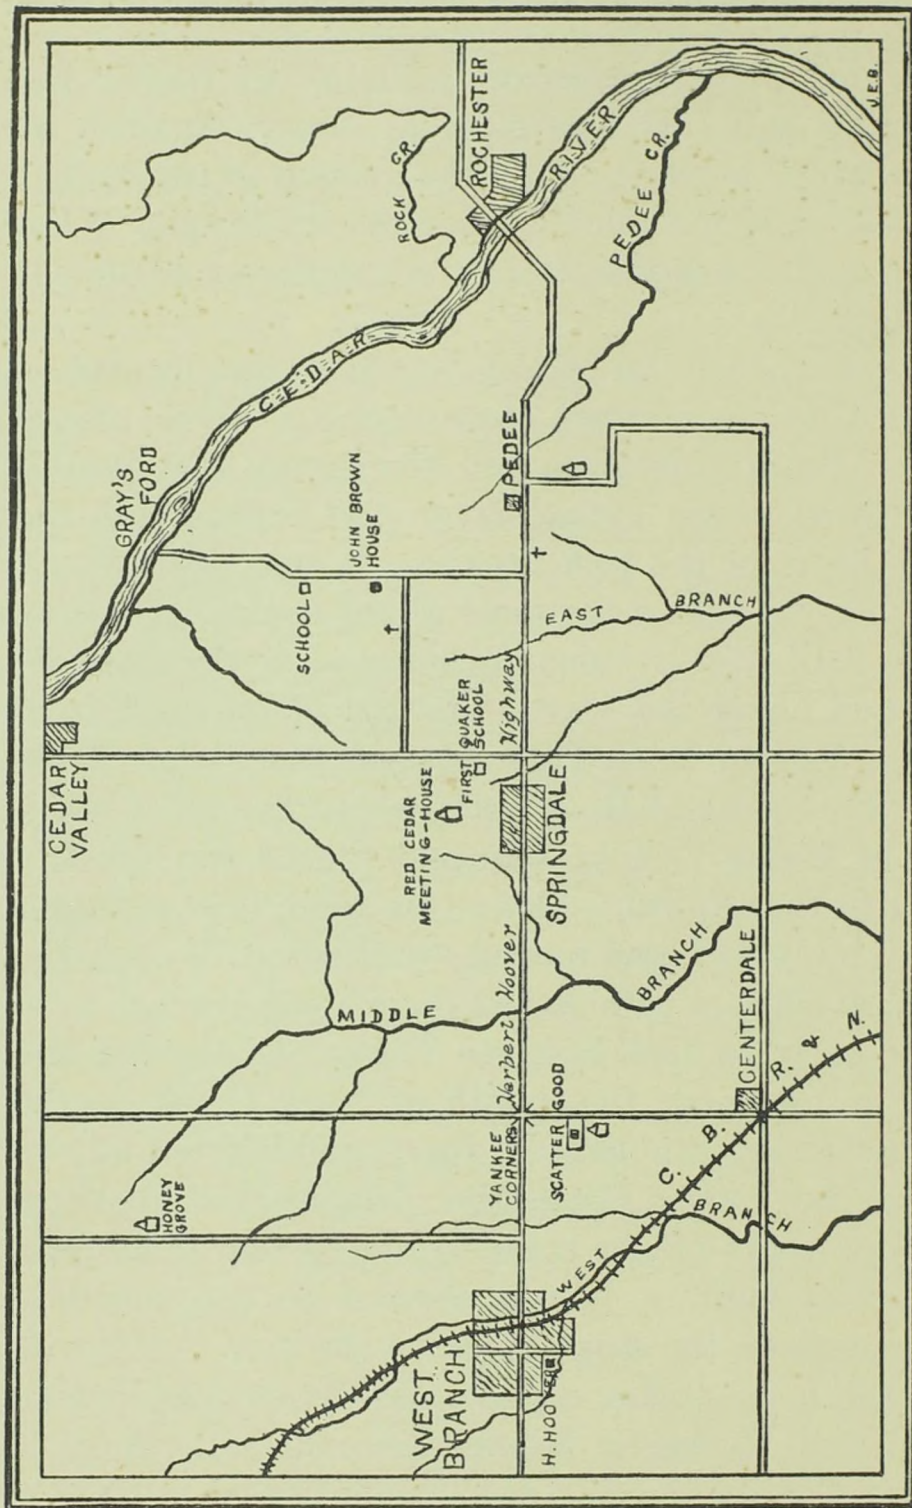 ROCHESTER
ROCK CR.
CEDAR RIVER
PEDEE CR.
J.E.B.
GRAY'S
FORD
JOHN BROWN
HOUSE
SCHOOL
PEDEE
EAST BRANCH
CEDAR
VALLEY
RED CEDAR
MEETING-HOUSE
FIRST QUAKER
SCHOOL
Herbert Hoover Highway
SPRINGDALE
MIDDLE BRANCH
CENTERDALE
YANKEE
CORNERS
SCATTER GOOD
HONEY
GROVE
C. B. R. & N.
WEST BRANCH
WEST
BRANCH
H. HOOVER